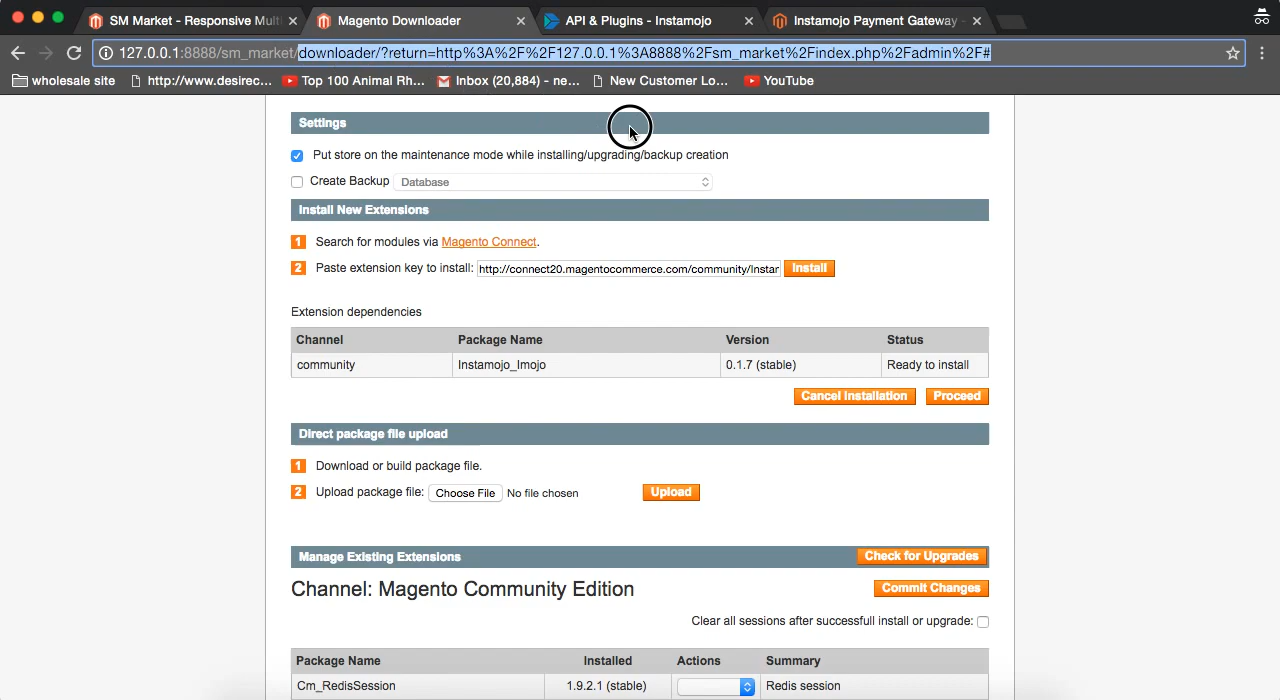 SM Market - Responsive Multi
Magento Downloader
API & Plugins - Instamojo
Instamojo Payment Gateway -
127.0.0.1:8888/sm_market/downloader/?return=http%3A%2F%2F127.0.0.1%3A8888%2Fsm_market%2Findex.php%2Fadmin%2F#
wholesale site
http://www.desirec...
Top 100 Animal Rh...
Inbox (20,884) - ne...
New Customer Lo...
YouTube
Settings
Put store on the maintenance mode while installing/upgrading/backup creation
Create Backup Database
Install New Extensions
1 Search for modules via Magento Connect.
2 Paste extension key to install: http://connect20.magentocommerce.com/community/Instar Install
Extension dependencies
Channel Package Name Version Status
community Instamojo_Imojo 0.1.7 (stable) Ready to install
Cancel Installation Proceed
Direct package file upload
1 Download or build package file.
2 Upload package file: Choose File No file chosen Upload
Manage Existing Extensions Check for Upgrades
Channel: Magento Community Edition Commit Changes
Clear all sessions after successfull install or upgrade:
Package Name Installed Actions Summary
Cm_RedisSession 1.9.2.1 (stable) Redis session